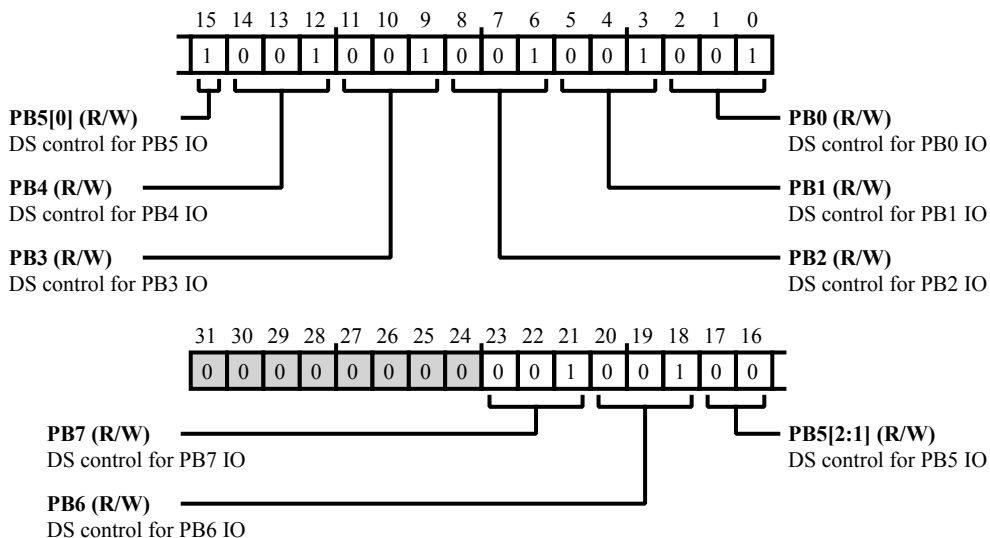 15 14 13 12 11 10 9 8 7 6 5 4 3 2 1 0
1 0 0 1 0 0 1 0 0 1 0 0 1 0 0 1
PB5[0] (R/W)
DS control for PB5 IO
PB4 (R/W)
DS control for PB4 IO
PB3 (R/W)
DS control for PB3 IO
PB0 (R/W)
DS control for PB0 IO
PB1 (R/W)
DS control for PB1 IO
PB2 (R/W)
DS control for PB2 IO
31 30 29 28 27 26 25 24 23 22 21 20 19 18 17 16
0 0 0 0 0 0 0 0 0 0 1 0 0 1 0 0
PB7 (R/W)
DS control for PB7 IO
PB6 (R/W)
DS control for PB6 IO
PB5[2:1] (R/W)
DS control for PB5 IO